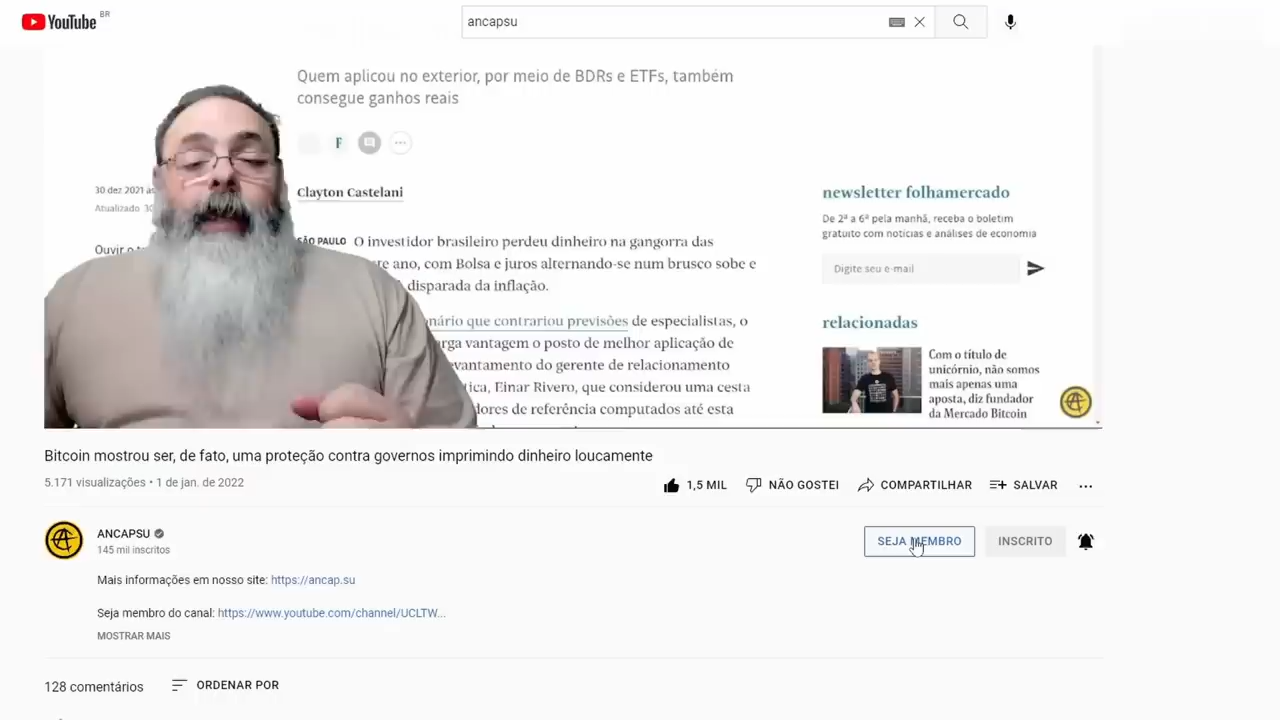 YouTube BR
ancapsu
Quem aplicou no exterior, por meio de BDRs e ETFs, também
consegue ganhos reais
F
30 dez 2021 às
Atualizado 30
Clayton Castelani
Ouvir o
SÃO PAULO O investidor brasileiro perdeu dinheiro na gangorra das
te ano, com Bolsa e juros alternando-se num brusco sobe e
disparada da inflação.
nário que contrariou previsões de especialistas, o
rga vantagem o posto de melhor aplicação de
evantamento do gerente de relacionamento
tica, Einar Rivero, que considerou uma cesta
dores de referência computados até esta
newsletter folhamercado
De 2ª a 6ª pela manhã, receba o boletim
gratuito com notícias e análises de economia
Digite seu e-mail
relacionadas
Com o título de
unicórnio, não somos
mais apenas uma
aposta, diz fundador
da Mercado Bitcoin
Bitcoin mostrou ser, de fato, uma proteção contra governos imprimindo dinheiro loucamente
5.171 visualizações • 1 de jan. de 2022
1,5 MIL NÃO GOSTEI COMPARTILHAR SALVAR
ANCAPSU
145 mil inscritos
SEJA MEMBRO INSCRITO
Mais informações em nosso site: https://ancap.su
Seja membro do canal: https://www.youtube.com/channel/UCLTW...
MOSTRAR MAIS
128 comentários ORDENAR POR